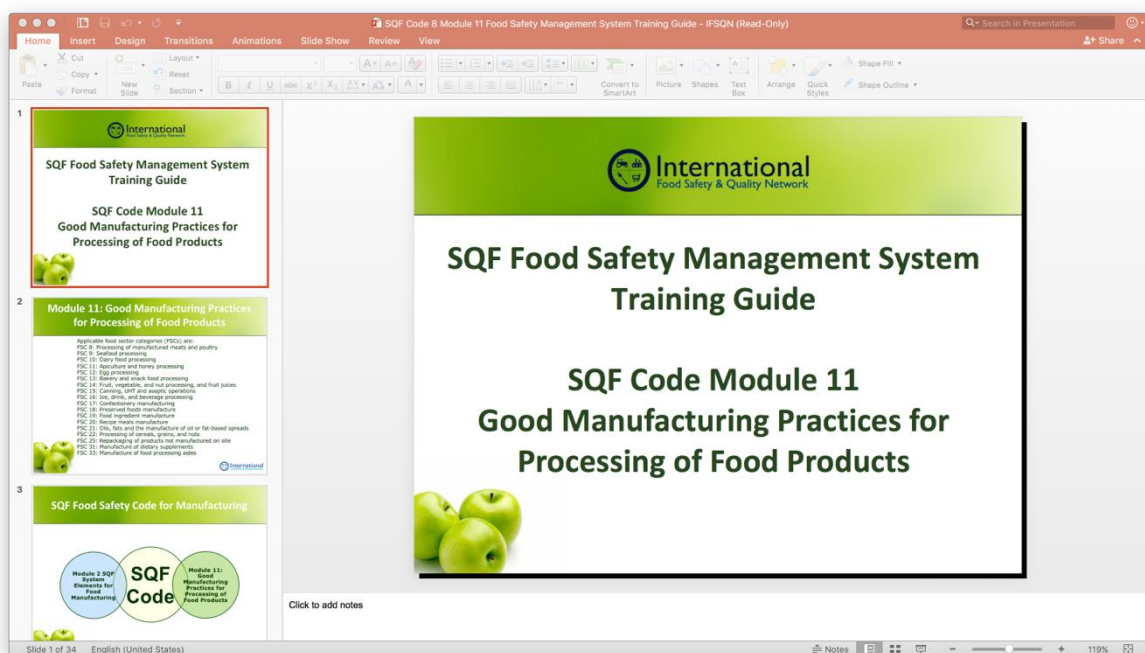 SQF Code 8 Module 11 Food Safety Management System Training Guide - IFSQN (Read-Only)
Search in Presentation
Home Insert Design Transitions Animations Slide Show Review View
Share
Paste
Cut
Copy
Format
New Slide
Layout
Reset
Section
B I U abc X² X₂ AV Aa A
A A
Convert to SmartArt
Picture
Shapes
Text Box
Arrange
Quick Styles
Shape Fill
Shape Outline
1
International
Food Safety & Quality Network
SQF Food Safety Management System
Training Guide
SQF Code Module 11
Good Manufacturing Practices for
Processing of Food Products
2
Module 11: Good Manufacturing Practices
for Processing of Food Products
Applicable food sector categories (FSCs) are:
FSC 8: Processing of manufactured meats and poultry
FSC 9: Seafood processing
FSC 10: Dairy food processing
FSC 11: Apiculture and honey processing
FSC 12: Egg processing
FSC 13: Bakery and snack food processing
FSC 14: Fruit, vegetable, and nut processing, and fruit juices
FSC 15: Canning, UHT and aseptic operations
FSC 16: Ice, drink, and beverage processing
FSC 17: Confectionery manufacturing
FSC 18: Preserved foods manufacture
FSC 19: Food ingredient manufacture
FSC 20: Recipe meals manufacture
FSC 21: Oils, fats and the manufacture of oil or fat-based spreads
FSC 22: Processing of cereals, grains, and nuts
FSC 25: Repackaging of products not manufactured on site
FSC 31: Manufacture of dietary supplements
FSC 33: Manufacture of food processing aides
International
3
SQF Food Safety Code for Manufacturing
Module 2 SQF
System
Elements for
Food
Manufacturing
SQF
Code
Module 11:
Good
Manufacturing
Practices for
Processing of
Food Products
International
Food Safety & Quality Network
SQF Food Safety Management System
Training Guide
SQF Code Module 11
Good Manufacturing Practices for
Processing of Food Products
Click to add notes
Slide 1 of 34 English (United States)
Notes
119%